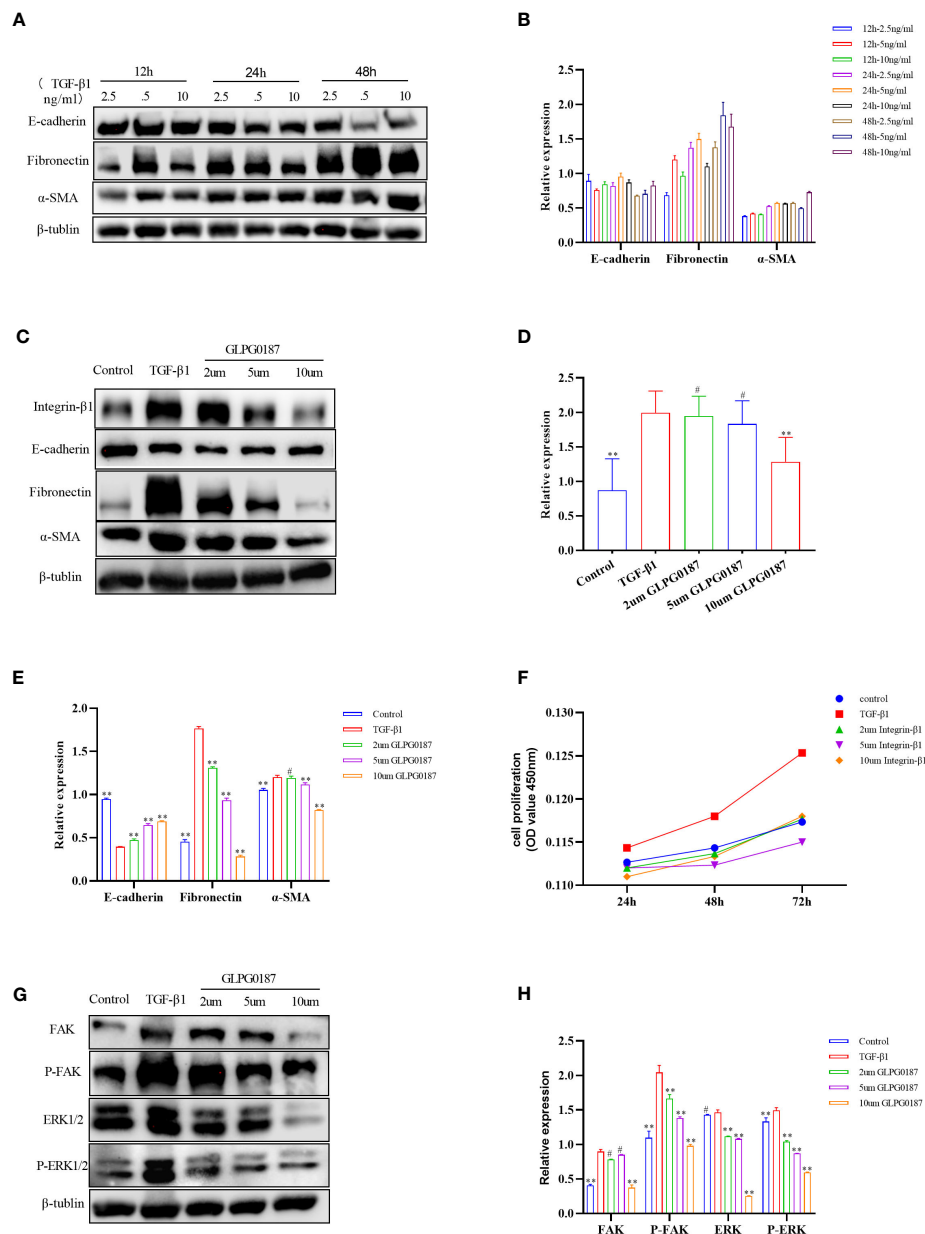 A
12h 24h 48h
( TGF-β1
ng/ml)
2.5 .5 10 2.5 .5 10 2.5 .5 10
E-cadherin
Fibronectin
α-SMA
β-tublin
B
Relative expression
2.5
2.0
1.5
1.0
0.5
0.0
E-cadherin Fibronectin α-SMA
12h-2.5ng/ml
12h-5ng/ml
12h-10ng/ml
24h-2.5ng/ml
24h-5ng/ml
24h-10ng/ml
48h-2.5ng/ml
48h-5ng/ml
48h-10ng/ml
C
GLPG0187
Control TGF-β1 2um 5um 10um
Integrin-β1
E-cadherin
Fibronectin
α-SMA
β-tublin
D
Relative expression
2.5
2.0
1.5
1.0
0.5
0.0
** # # **
Control
TGF-β1
2um GLPG0187
5um GLPG0187
10um GLPG0187
E
Relative expression
2.0
1.5
1.0
0.5
0.0
** ** ** ** ** ** ** ** ** # ** **
E-cadherin Fibronectin α-SMA
Control
TGF-β1
2um GLPG0187
5um GLPG0187
10um GLPG0187
F
cell proliferation
(OD value 450nm)
0.130
0.125
0.120
0.115
0.110
24h 48h 72h
control
TGF-β1
2um Integrin-β1
5um Integrin-β1
10um Integrin-β1
G
GLPG0187
Control TGF-β1 2um 5um 10um
FAK
P-FAK
ERK1/2
P-ERK1/2
β-tublin
H
Relative expression
2.5
2.0
1.5
1.0
0.5
0.0
** # # ** ** ** ** ** # ** ** ** ** ** ** **
FAK P-FAK ERK P-ERK
Control
TGF-β1
2um GLPG0187
5um GLPG0187
10um GLPG0187